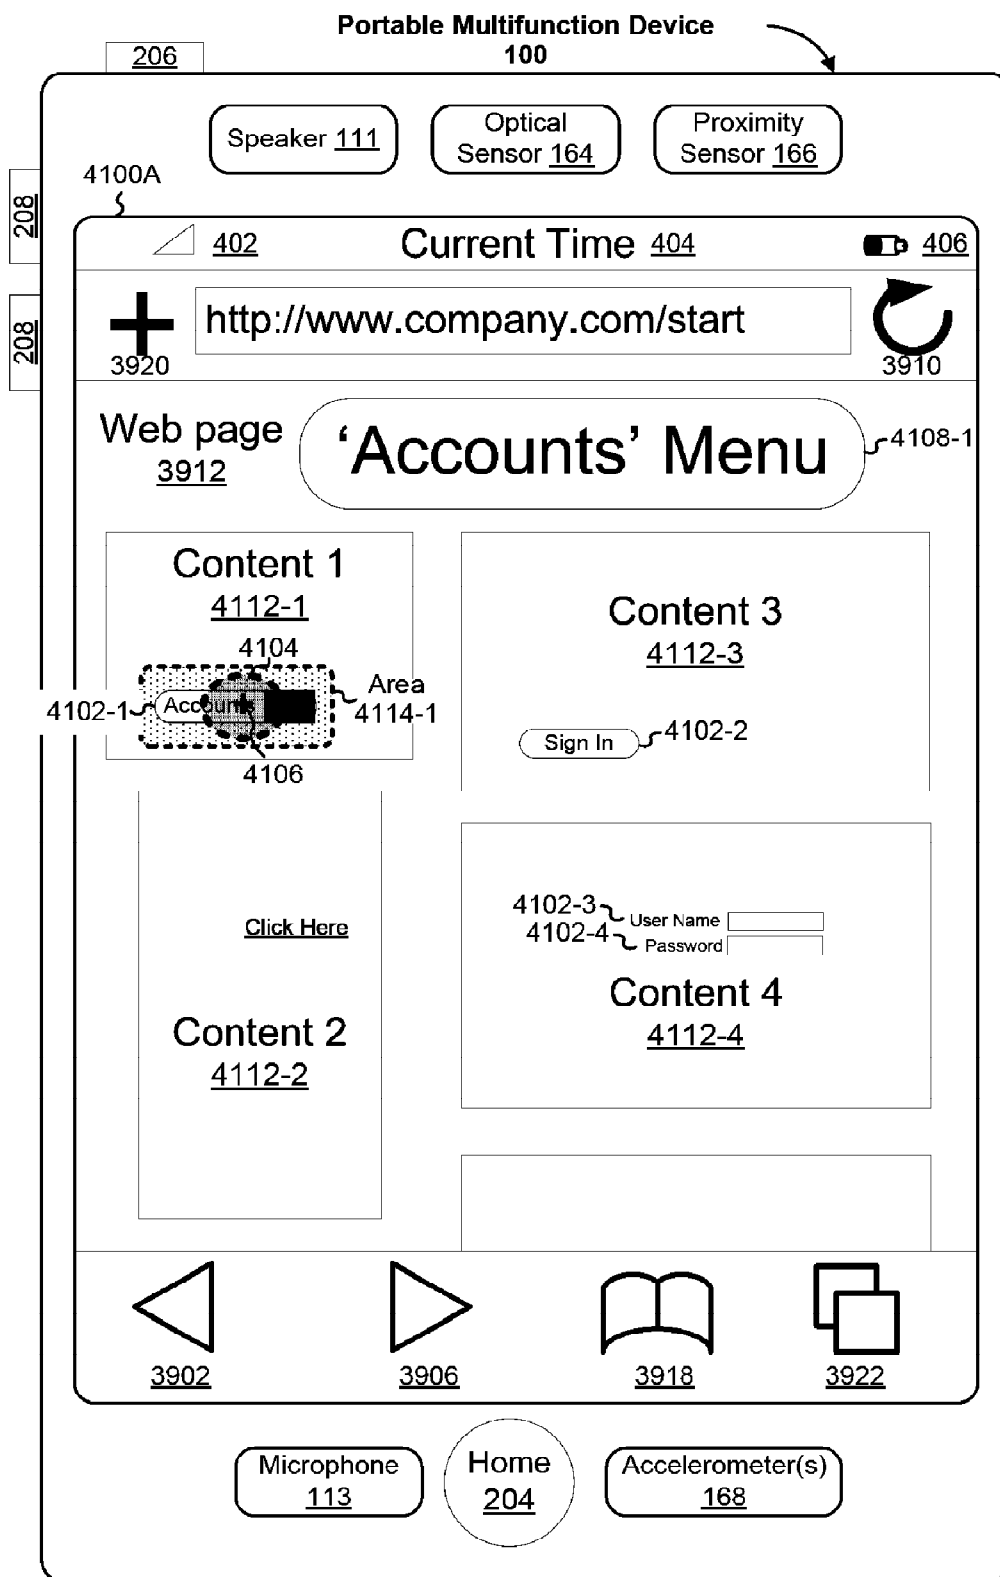 Portable Multifunction Device
100
206
Speaker 111
Optical
Sensor 164
Proximity
Sensor 166
4100A
208
208
402
Current Time 404
406
http://www.company.com/start
3920
3910
Web page
3912
‘Accounts’ Menu
4108-1
Content 1
4112-1
4104
Accounts
4102-1
Area
4114-1
4106
Content 3
4112-3
Sign In
4102-2
Click Here
Content 2
4112-2
4102-3
User Name
4102-4
Password
Content 4
4112-4
3902
3906
3918
3922
Microphone
113
Home
204
Accelerometer(s)
168